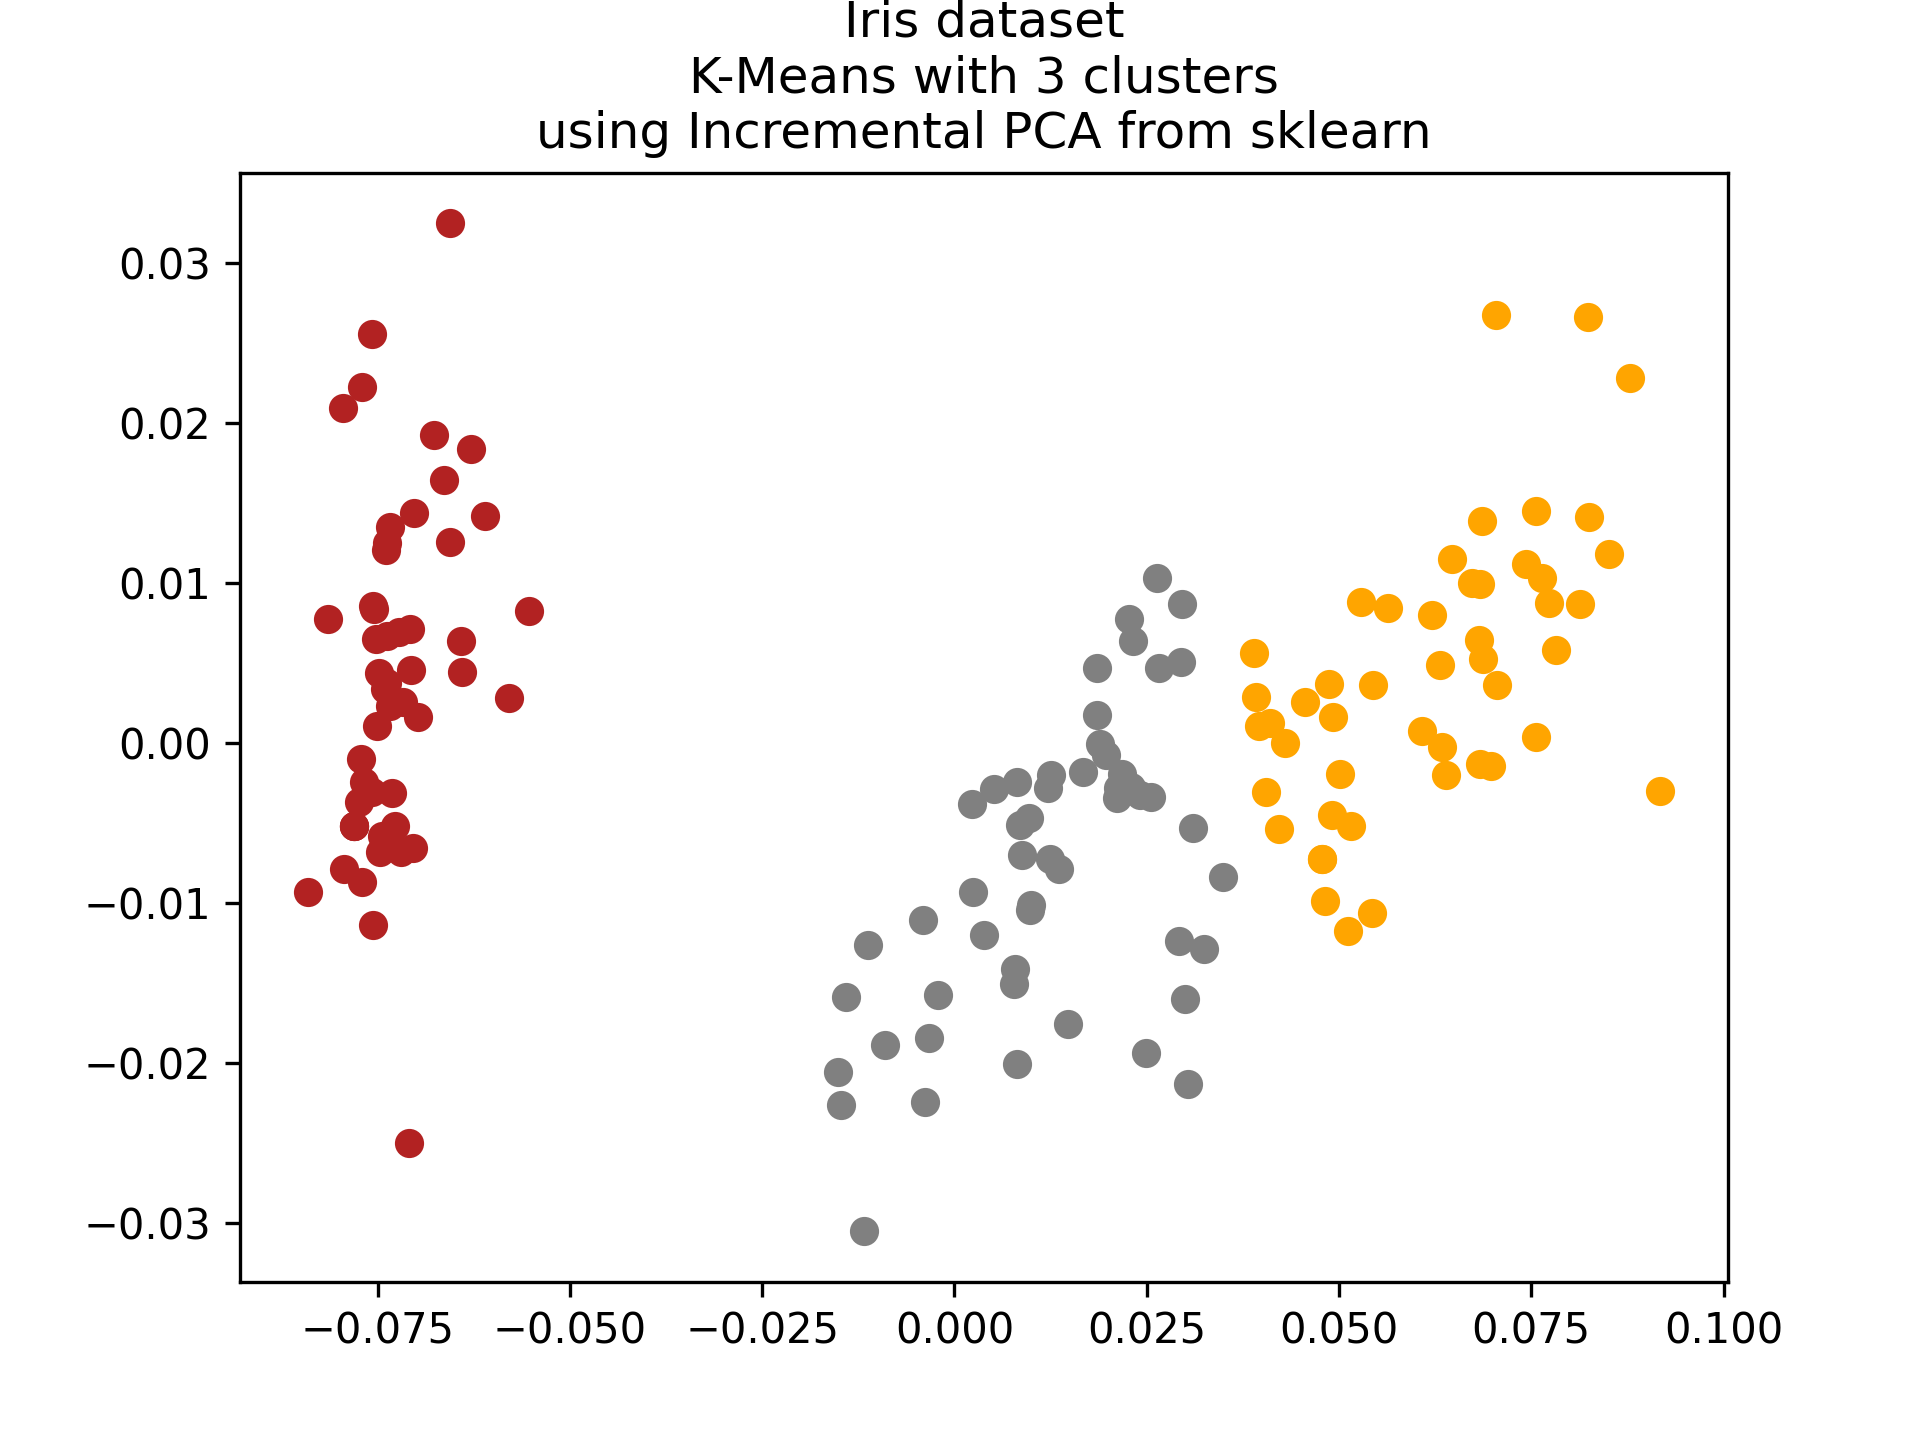 Iris dataset
K-Means with 3 clusters
using Incremental PCA from sklearn
0.03
0.02
0.01
0.00
−0.01
−0.02
−0.03
−0.075 −0.050 −0.025 0.000 0.025 0.050 0.075 0.100